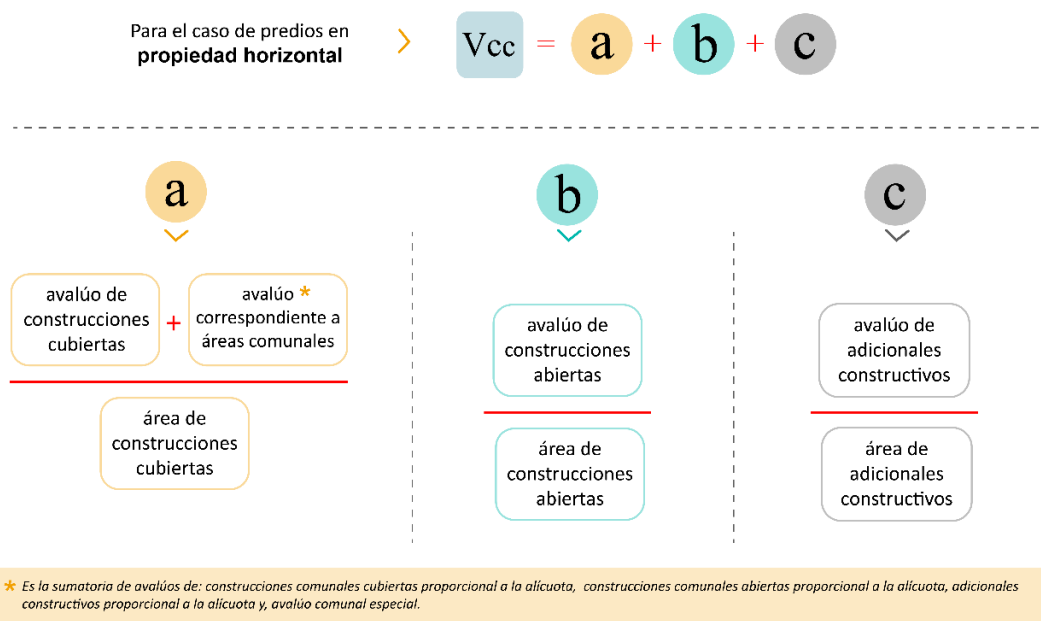 Para el caso de predios en
propiedad horizontal
Vcc = a + b + c
a
avalúo de
construcciones
cubiertas
+
avalúo *
correspondiente a
áreas comunales
área de
construcciones
cubiertas
b
avalúo de
construcciones
abiertas
área de
construcciones
abiertas
c
avalúo de
adicionales
constructivos
área de
adicionales
constructivos
* Es la sumatoria de avalúos de: construcciones comunales cubiertas proporcional a la alícuota, construcciones comunales abiertas proporcional a la alícuota, adicionales
constructivos proporcional a la alícuota y, avalúo comunal especial.